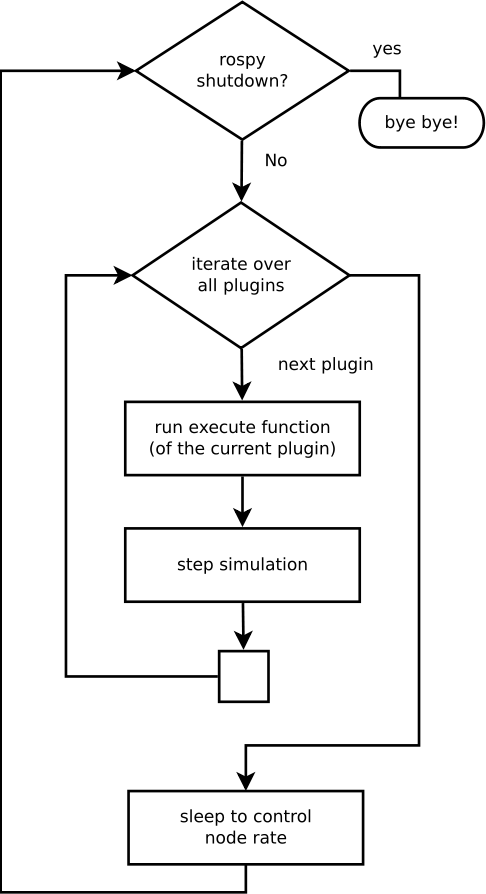 rospy
shutdown?
yes
bye bye!
No
iterate over
all plugins
next plugin
run execute function
(of the current plugin)
step simulation
sleep to control
node rate